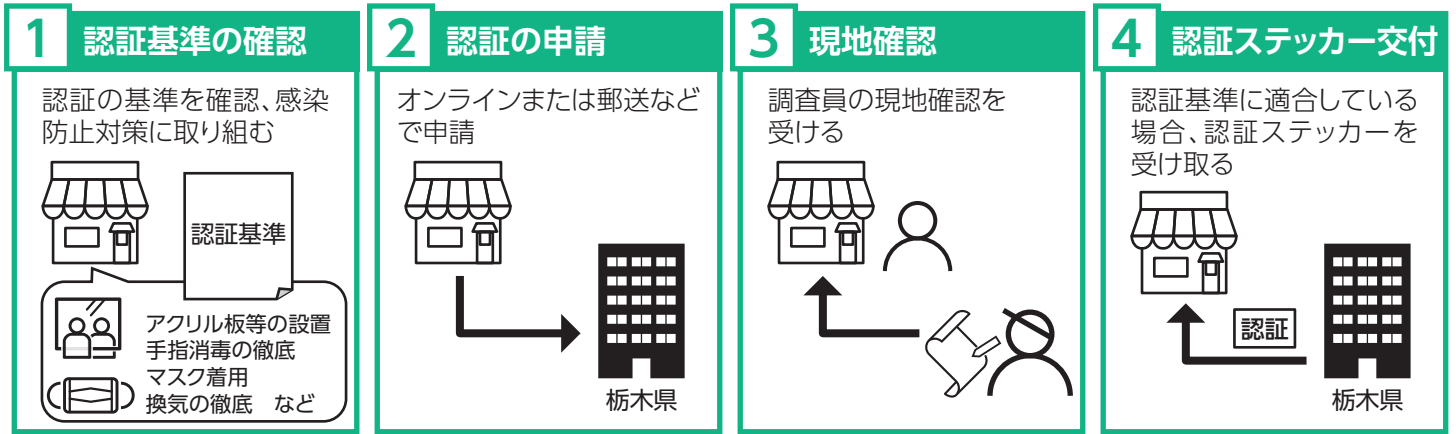 1 認証基準の確認
認証の基準を確認、感染
防止対策に取り組む
認証基準
アクリル板等の設置
手指消毒の徹底
マスク着用
換気の徹底 など
2 認証の申請
オンラインまたは郵送など
で申請
栃木県
3 現地確認
調査員の現地確認を
受ける
4 認証ステッカー交付
認証基準に適合している
場合、認証ステッカーを
受け取る
認証
栃木県